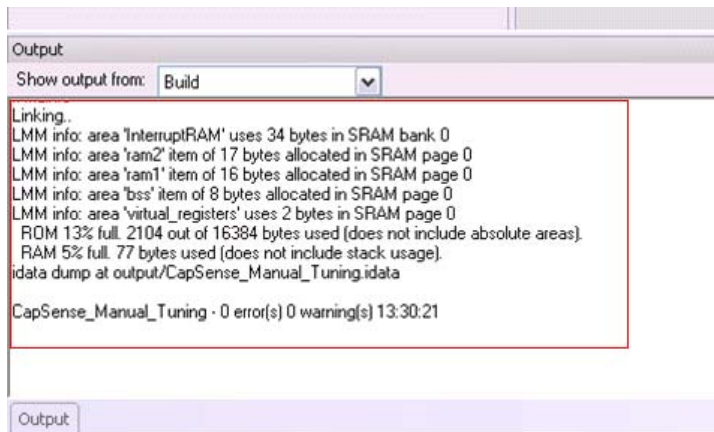 Output
Show output from: Build
Linking..
LMM info: area 'InterruptRAM' uses 34 bytes in SRAM bank 0
LMM info: area 'ram2' item of 17 bytes allocated in SRAM page 0
LMM info: area 'ram1' item of 16 bytes allocated in SRAM page 0
LMM info: area 'bss' item of 8 bytes allocated in SRAM page 0
LMM info: area 'virtual_registers' uses 2 bytes in SRAM page 0
ROM 13% full. 2104 out of 16384 bytes used (does not include absolute areas).
RAM 5% full. 77 bytes used (does not include stack usage).
idata dump at output/CapSense_Manual_Tuning.idata
CapSense_Manual_Tuning - 0 error(s) 0 warning(s) 13:30:21
Output